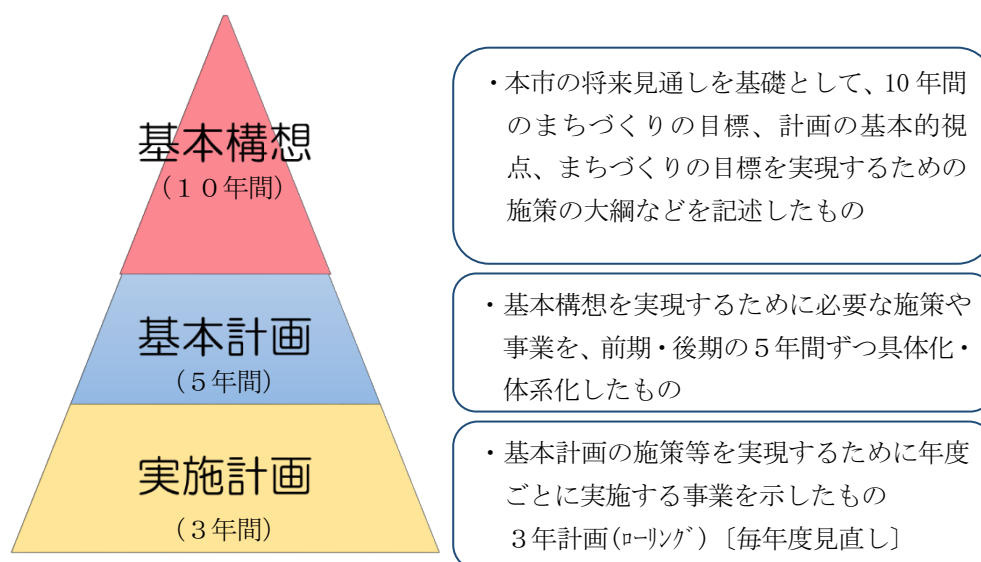 基本構想
（１０年間）
・本市の将来見通しを基礎として、10 年間
のまちづくりの目標、計画の基本的視
点、まちづくりの目標を実現するための
施策の大綱などを記述したもの
基本計画
（５年間）
・基本構想を実現するために必要な施策や
事業を、前期・後期の５年間ずつ具体化・
体系化したもの
実施計画
（３年間）
・基本計画の施策等を実現するために年度
ごとに実施する事業を示したもの
３年計画(ﾛｰﾘﾝｸﾞ)〔毎年度見直し〕